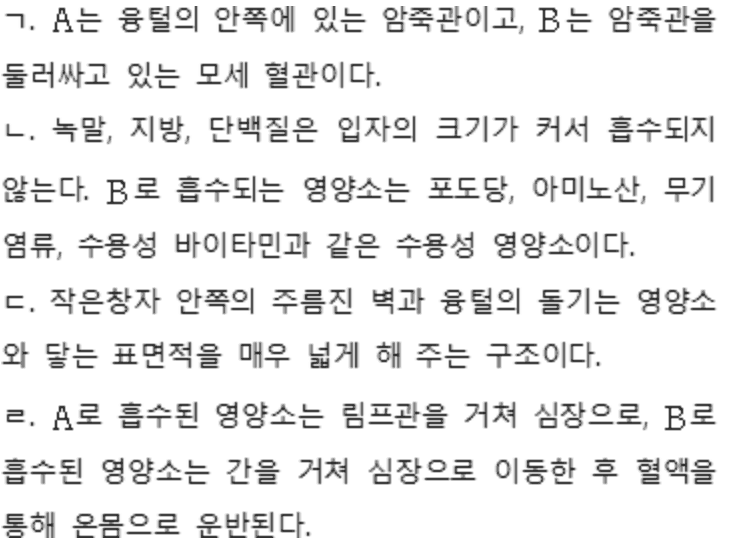 ㄱ. A는 융털의 안쪽에 있는 암죽관이고, B는 암죽관을
둘러싸고 있는 모세 혈관이다.
ㄴ. 녹말, 지방, 단백질은 입자의 크기가 커서 흡수되지
않는다. B로 흡수되는 영양소는 포도당, 아미노산, 무기
염류, 수용성 바이타민과 같은 수용성 영양소이다.
ㄷ. 작은창자 안쪽의 주름진 벽과 융털의 돌기는 영양소
와 닿는 표면적을 매우 넓게 해 주는 구조이다.
ㄹ. A로 흡수된 영양소는 림프관을 거쳐 심장으로, B로
흡수된 영양소는 간을 거쳐 심장으로 이동한 후 혈액을
통해 온몸으로 운반된다.